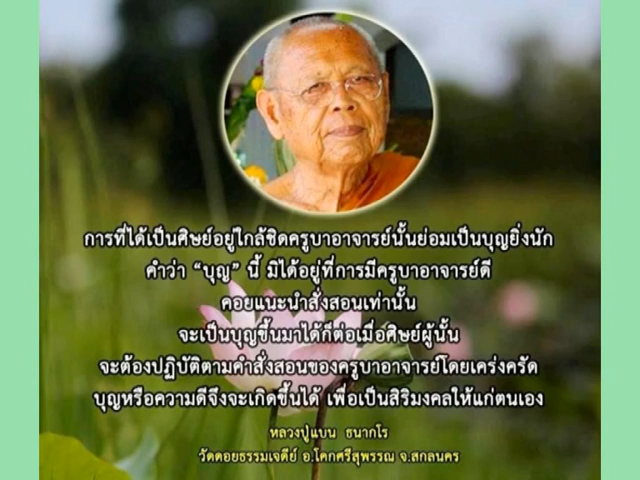 การที่ได้เป็นศิษย์อยู่ใกล้ชิดครูบาอาจารย์นั้นย่อมเป็นบุญยิ่งนัก
คำว่า “บุญ” นี้ มิได้อยู่ที่การมีครูบาอาจารย์ดี
คอยแนะนำสั่งสอนเท่านั้น
จะเป็นบุญขึ้นมาได้ก็ต่อเมื่อศิษย์ผู้นั้น
จะต้องปฏิบัติตามคำสั่งสอนของครูบาอาจารย์โดยเคร่งครัด
บุญหรือความดีจึงจะเกิดขึ้นได้ เพื่อเป็นสิริมงคลให้แก่ตนเอง
หลวงปู่แบน ธนากโร
วัดดอยธรรมเจดีย์ อ.โคกศรีสุพรรณ จ.สกลนคร